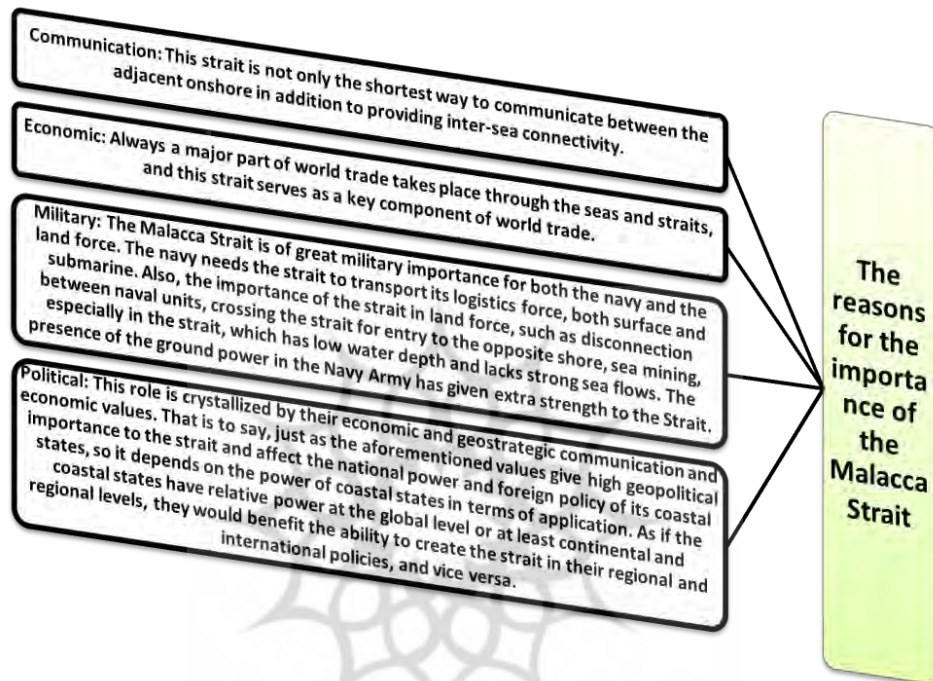 Communication: This strait is not only the shortest way to communicate between the
adjacent onshore in addition to providing inter-sea connectivity.
Economic: Always a major part of world trade takes place through the seas and straits,
and this strait serves as a key component of world trade.
Military: The Malacca Strait is of great military importance for both the navy and the
land force. The navy needs the strait to transport its logistics force, both surface and
submarine. Also, the importance of the strait in land force, such as disconnection
between naval units, crossing the strait for entry to the opposite shore, sea mining,
especially in the strait, which has low water depth and lacks strong sea flows. The
presence of the ground power in the Navy Army has given extra strength to the Strait.
Political: This role is crystallized by their economic and geostrategic communication and
economic values. That is to say, just as the aforementioned values give high geopolitical
importance to the strait and affect the national power and foreign policy of its coastal
states, so it depends on the power of coastal states in terms of application. As if the
coastal states have relative power at the global level or at least continental and
regional levels, they would benefit the ability to create the strait in their regional and
international policies, and vice versa.
The
reasons
for the
importa
nce of
the
Malacca
Strait